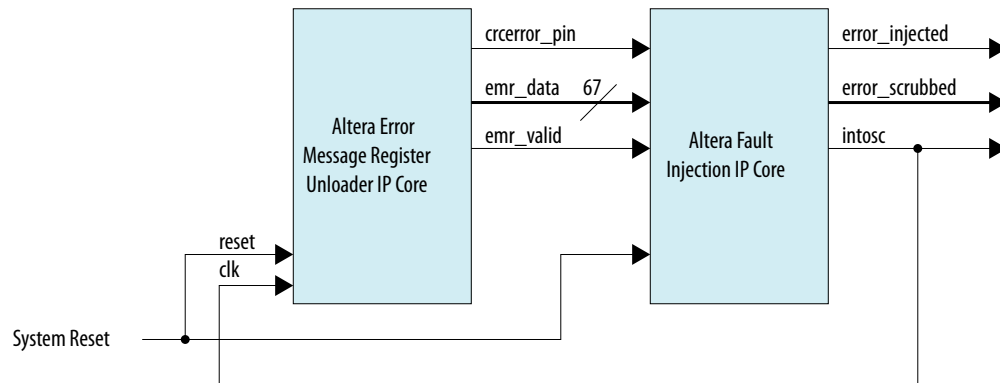 crcerror_pin
error_injected
emr_data
67
error_scrubbed
Altera Error
Message Register
Unloader IP Core
emr_valid
Altera Fault
Injection IP Core
intosc
reset
clk
System Reset